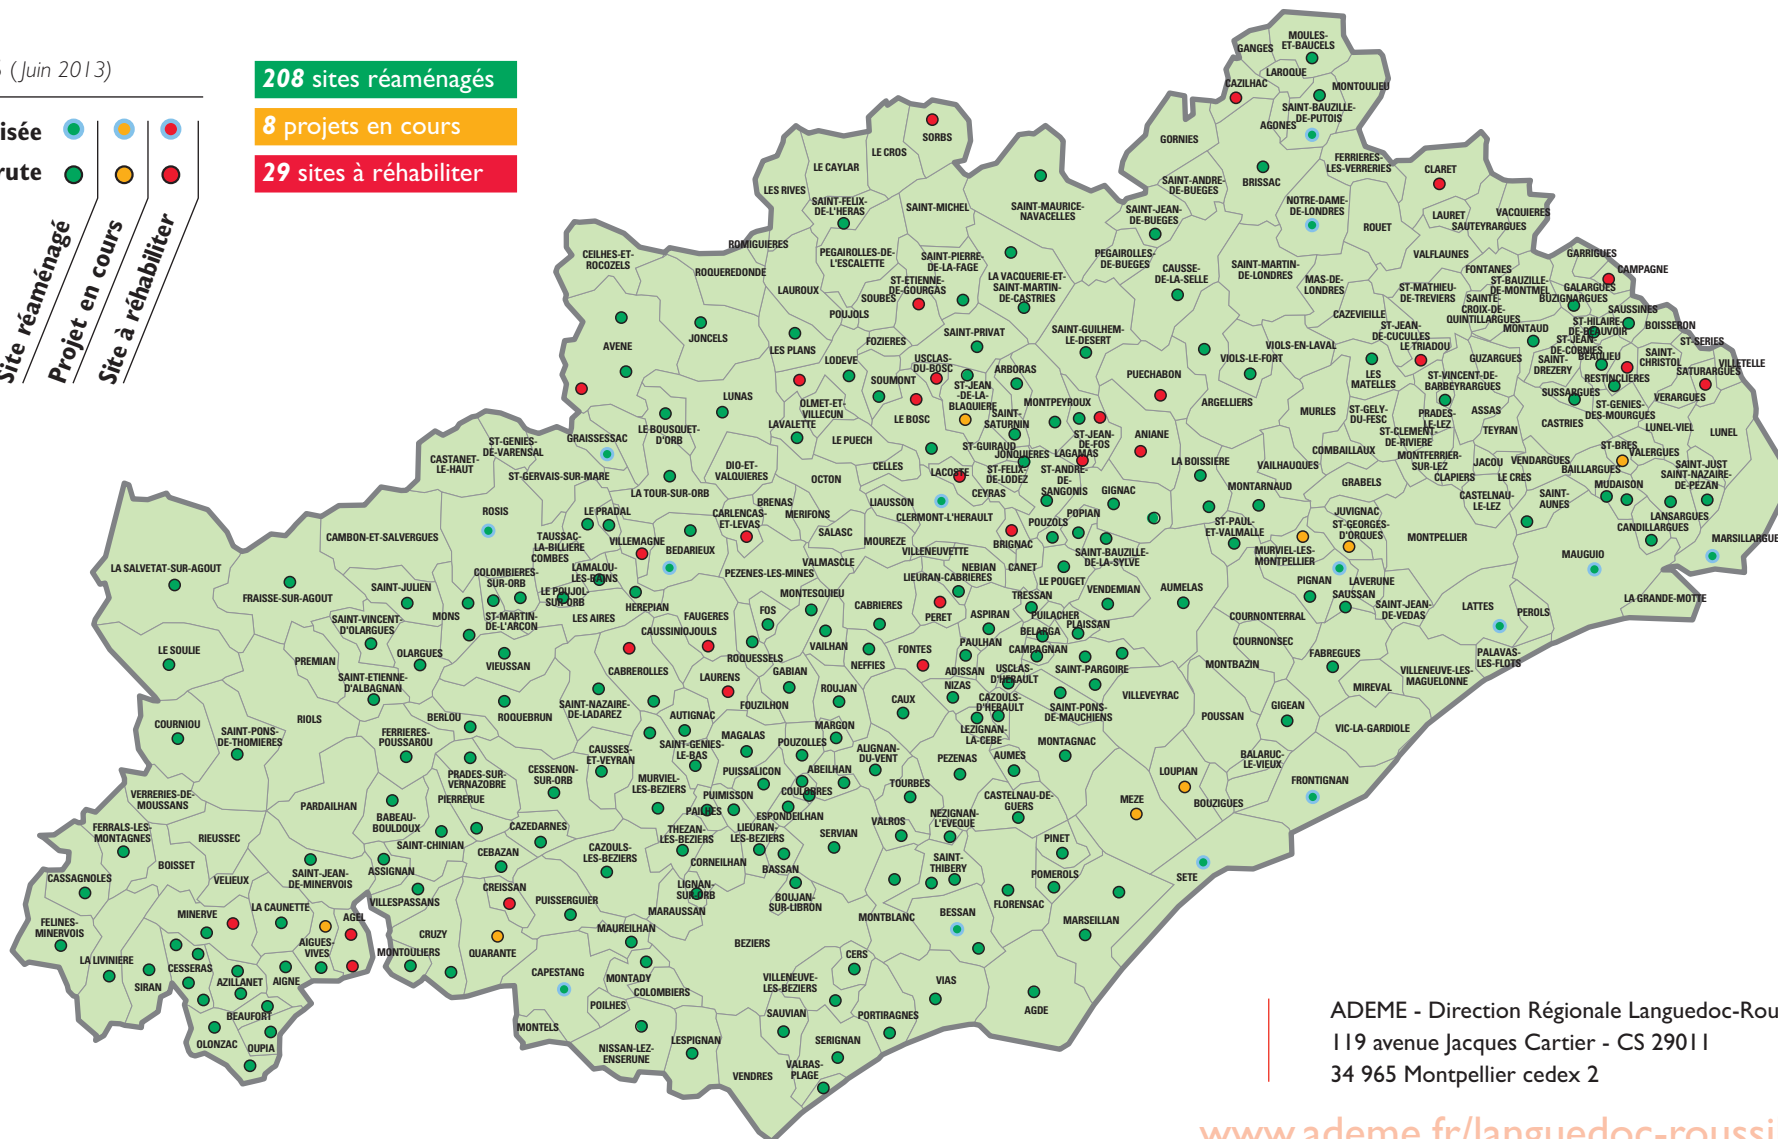 (Juin 2013)
208 sites réaménagés
8 projets en cours
29 sites à réhabiliter
Site réaménagé
Projet en cours
Site à réhabiliter
MOULES-
ET-BAUCELS
GANGES
LAROQUE
CAZILHAC
MONTOULIEU
SAINT-BAUZILLE-
DE-PUTOIS
AGONES
SORBS
GORNIES
LE CROS
FERRIERES-
LES-VERRERIES
LE CAYLAR
CLARET
BRISSAC
LES RIVES
SAINT-ANDRE-
DE-BUEGES
SAINT-FELIX-
DE-L'HERAS
SAINT-MICHEL
SAINT-MAURICE-
NAVACELLES
SAINT-JEAN-
DE-BUEGES
NOTRE-DAME-
DE-LONDRES
LAURET
VACQUIERES
SAUTEYRARGUES
ROUET
ROMIGUIERES
CEILHES-ET-
ROCOZELS
ROQUEREDONDE
PEGAIROLLES-DE-
L'ESCALETTE
SAINT-PIERRE-
DE-LA-FAGE
PEGAIROLLES-
DE-BUEGES
VALFLAUNES
GARRIGUES
CAMPAGNE
LAUROUX
ST-ETIENNE-
DE-GOURGAS
SOUBES
LA VACQUERIE-ET-
SAINT-MARTIN-
DE-CASTRIES
CAUSSE-
DE-LA-SELLE
SAINT-MARTIN-
DE-LONDRES
MAS-DE-
LONDRES
FONTANES
ST-BAUZILLE-
DE-MONTMEL
GALARGUES
BUZIGNARGUES
ST-MATHIEU-
DE-TREVIERS
SAINTE-
CROIX-DE-
QUINTILLARGUES
POUJOLS
SAUSSINES
BOISSERON
CAZEVIEILLE
ST-HILAIRE-
DE-BEAUVOIR
MONTAUD
JONCELS
AVENE
LES PLANS
FOZIERES
SAINT-PRIVAT
SAINT-GUILHEM-
LE-DESERT
VIOLS-EN-LAVAL
ST-JEAN-
DE-CUCULLES
LE TRIADOU
ST-JEAN-
DE-CORNIES
ST-SERIES
LODEVE
USCLAS-
DU-BOSC
ARBORAS
VIOLS-LE-FORT
GUZARGUES
SAINT-
DREZERY
BEAULIEU
SAINT-
CHRISTOL
VILLETELLE
SOUMONT
PUECHABON
LES
MATELLES
ST-VINCENT-DE-
BARBEYRARGUES
RESTINCLIERES
SATURARGUES
LUNAS
OLMET-ET-
VILLECUN
ST-JEAN
-DE-LA-
BLAQUIERE
MONTPEYROUX
ARGELLIERS
SUSSARGUES
VERARGUES
LE BOSC
SAINT-
SATURNIN
MURLES
ST-GELY-
DU-FESC
PRADES-
LE-LEZ
ASSAS
ST-GENIES-
DES-MOURGUES
CASTRIES
LE BOUSQUET-
D'ORB
LAVALETTE
LE PUECH
ST-GUIRAUD
ST-JEAN-
DE-FOS
ANIANE
ST-CLEMENT-
DE-RIVIERE
TEYRAN
LUNEL-VIEL
LUNEL
GRAISSESSAC
ST-GENIES-
DE-VARENSAL
JONQUIERES
LAGAMAS
COMBAILLAUX
ST-BRES
VALERGUES
CASTANET-
LE-HAUT
ST-GERVAIS-SUR-MARE
DIO-ET-
VALQUIERES
CELLES
LACOSTE
ST-FELIX-
DE-LODEZ
ST-ANDRE-
DE-
SANGONIS
LA BOISSIERE
VAILHAUQUES
MONTFERRIER-
SUR-LEZ
CLAPIERS
JACOU
VENDARGUES
LE CRES
BAILLARGUES
SAINT-JUST
SAINT-NAZAIRE-
DE-PEZAN
OCTON
LA TOUR-SUR-ORB
CEYRAS
GIGNAC
MONTARNAUD
GRABELS
MUDAISON
BRENAS
MERIFONS
LIAUSSON
CASTELNAU-
LE-LEZ
SAINT-
AUNES
ROSIS
LE PRADAL
CARLENCAS-
ET-LEVAS
CLERMONT-L'HERAULT
POUZOLS
POPIAN
ST-PAUL-
ET-VALMALLE
JUVIGNAC
ST-GEORGES-
D'ORQUES
LANSARGUES
CANDILLARGUES
SALASC
MOUREZE
BRIGNAC
MONTPELLIER
MARSILLARGUES
CAMBON-ET-SALVERGUES
TAUSSAC-
LA-BILLIERE
COMBES
VILLEMAGNE
BEDARIEUX
VILLENEUVETTE
SAINT-BAUZILLE-
DE-LA-SYLVE
MURVIEL-LES-
MONTPELLIER
MAUGUIO
LA SALVETAT-SUR-AGOUT
VALMASCLE
NEBIAN
CANET
LAMALOU-
LES-BAINS
PEZENES-LES-MINES
LIEURAN-CABRIERES
LE POUGET
COLOMBIERES-
SUR-ORB
SAINT-JULIEN
LE POUJOL-
SUR-ORB
MONTESQUIEU
VENDEMIAN
AUMELAS
PIGNAN
LAVERUNE
SAUSSAN
FRAISSE-SUR-AGOUT
TRESSAN
SAINT-JEAN-
DE-VEDAS
LA GRANDE-MOTTE
HEREPIAN
CABRIERES
MONS
ST-MARTIN-
DE-L'ARÇON
LES AIRES
FAUGERES
FOS
PERET
ASPIRAN
PUILACHER
PLAISSAN
COURNONTERRAL
LATTES
PEROLS
SAINT-VINCENT-
D'OLARGUES
CAUSSINIOJOULS
BELARGA
COURNONSEC
LE SOULIE
OLARGUES
VIEUSSAN
VAILHAN
PAULHAN
CAMPAGNAN
FABREGUES
PALAVAS-
LES-FLOTS
PREMIAN
ROQUESSELS
NEFFIES
FONTES
MONTBAZIN
VILLENEUVE-LES-
MAGUELONNE
CABREROLLES
GABIAN
ADISSAN
USCLAS-
D'HERAULT
SAINT-PARGOIRE
SAINT-ETIENNE-
D'ALBAGNAN
LAURENS
ROUJAN
NIZAS
VILLEVEYRAC
MIREVAL
SAINT-NAZAIRE-
DE-LADAREZ
FOUZILHON
CAUX
CAZOULS-
D'HERAULT
SAINT-PONS-
DE-MAUCHIENS
GIGEAN
COURNIOU
RIOLS
BERLOU
ROQUEBRUN
AUTIGNAC
MARGON
LEZIGNAN-
LA-CEBE
POUSSAN
VIC-LA-GARDIOLE
SAINT-PONS-
DE-THOMIERES
FERRIERES-
POUSSAROU
MAGALAS
POUZOLLES
MONTAGNAC
SAINT-GENIES-
LE-BAS
CAUSSES-
ET-VEYRAN
ALIGNAN-
DU-VENT
PEZENAS
AUMES
BALARUC-
LE-VIEUX
CESSENON-
SUR-ORB
PRADES-SUR-
VERNAZOBRE
MURVIEL-
LES-BEZIERS
PUISSALICON
ABEILHAN
LOUPIAN
FRONTIGNAN
TOURBES
VERRERIES-DE-
MOUSSANS
PARDAILHAN
PIERRERUE
PUIMISSON
COULOBRES
CASTELNAU-DE-
GUERS
MEZE
BOUZIGUES
PAILHES
ESPONDEILHAN
BABEAU-
BOULDOUX
FERRALS-LES-
MONTAGNES
RIEUSSEC
CAZEDARNES
THEZAN-
LES-BEZIERS
LIEURAN-
LES-BEZIERS
SERVIAN
VALROS
NEZIGNAN-
L'EVEQUE
PINET
SAINT-CHINIAN
CEBAZAN
CAZOULS-
LES-BEZIERS
CORNEILHAN
BASSAN
SAINT-
THIBERY
POMEROLS
SETE
BOISSET
CASSAGNOLES
VELIEUX
SAINT-JEAN-
DE-MINERVOIS
ASSIGNAN
CREISSAN
LIGNAN-
SUR-ORB
BOUJAN-
SUR-LIBRON
FLORENSAC
VILLESPASSANS
PUISSERGUIER
MARAUSSAN
MINERVE
LA CAUNETTE
AGEL
MONTBLANC
BESSAN
MARSEILLAN
FELINES-
MINERVOIS
MAUREILHAN
CRUZY
AIGUES-
VIVES
BEZIERS
MONTOULIERS
QUARANTE
LA LIVINIERE
CESSERAS
CERS
CAPESTANG
SIRAN
AZILLANET
AIGNE
MONTADY
VILLENEUVE-
LES-BEZIERS
VIAS
COLOMBIERS
POILHES
AGDE
BEAUFORT
SAUVIAN
PORTIRAGNES
MONTELS
OLONZAC
OUPIA
NISSAN-LEZ-
ENSERUNE
LESPIGNAN
SERIGNAN
VALRAS-
PLAGE
VENDRES
119 avenue Jacques Cartier - CS 29011
34 965 Montpellier cedex 2
ADEME - Direction Régionale Languedoc-Rou
www.ademe.fr/languedoc-roussi